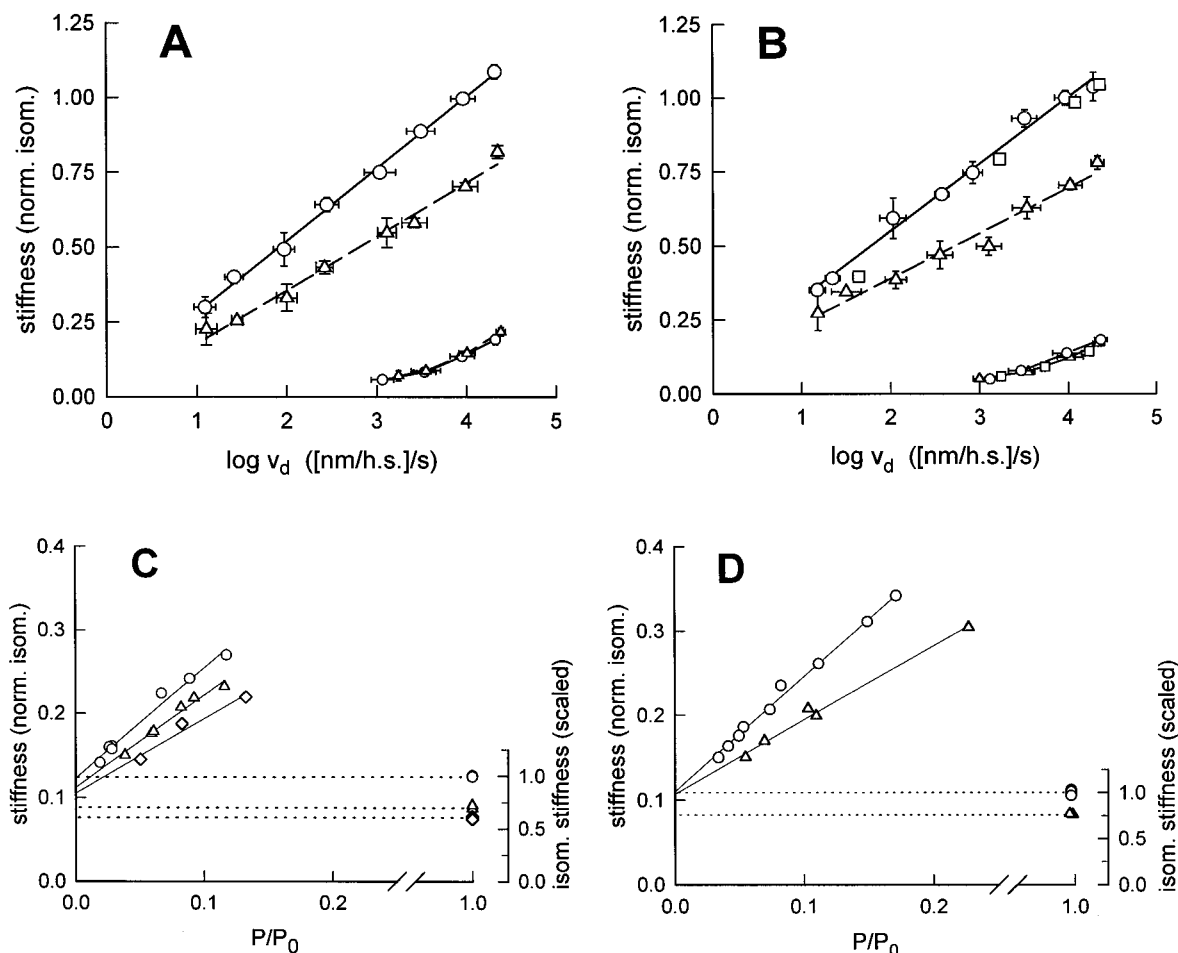 A
stiffness (norm. isom.)
1.25
1.00
0.75
0.50
0.25
0.00
0 1 2 3 4 5
log v_d ([nm/h.s.]/s)
B
stiffness (norm. isom.)
1.25
1.00
0.75
0.50
0.25
0.00
0 1 2 3 4 5
log v_d ([nm/h.s.]/s)
C
stiffness (norm. isom.)
0.4
0.3
0.2
0.1
0.0
0.0 0.1 1.0
P/P_0
1.0
0.5
0.0
isom. stiffness (scaled)
D
stiffness (norm. isom.)
0.4
0.3
0.2
0.1
0.0
0.0 0.1 0.2 1.0
P/P_0
1.0
0.5
0.0
isom. stiffness (scaled)